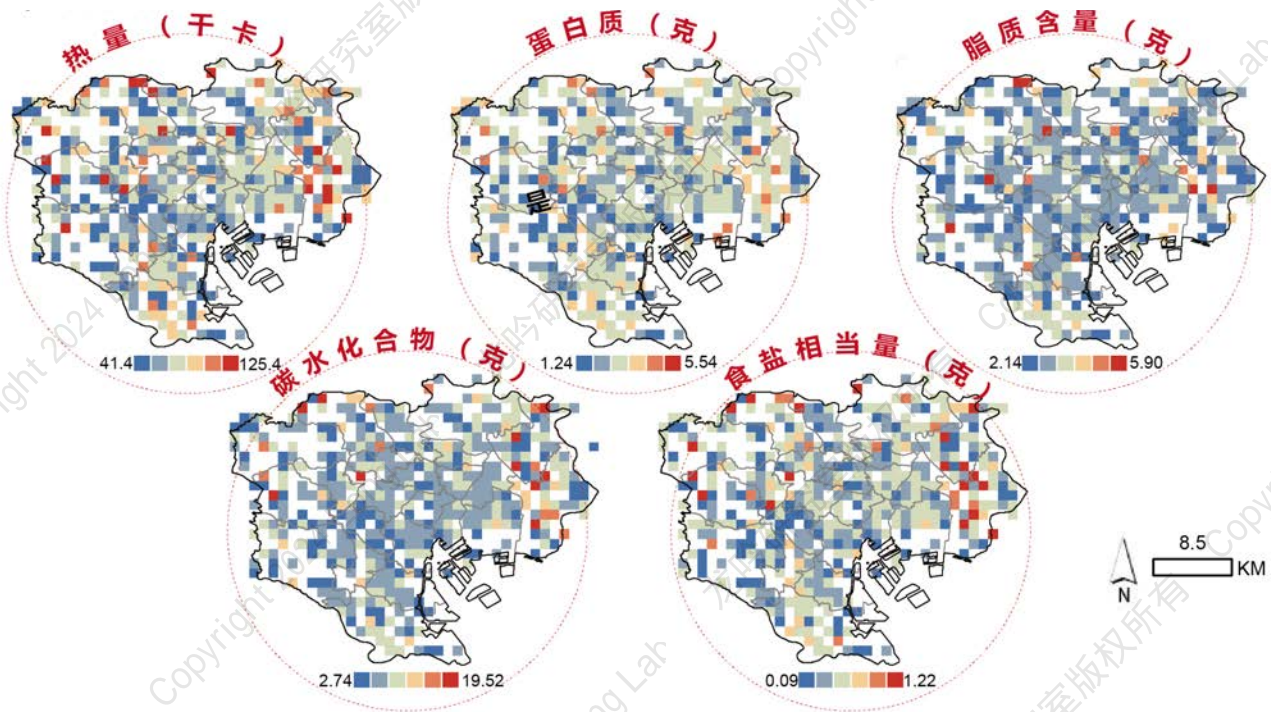 热量（千卡）
蛋白质（克）
脂质含量（克）
是
41.4 125.4
1.24 5.54
2.14 5.90
碳水化合物（克）
食盐相当量（克）
8.5
KM
N
2.74 19.52
0.09 1.22